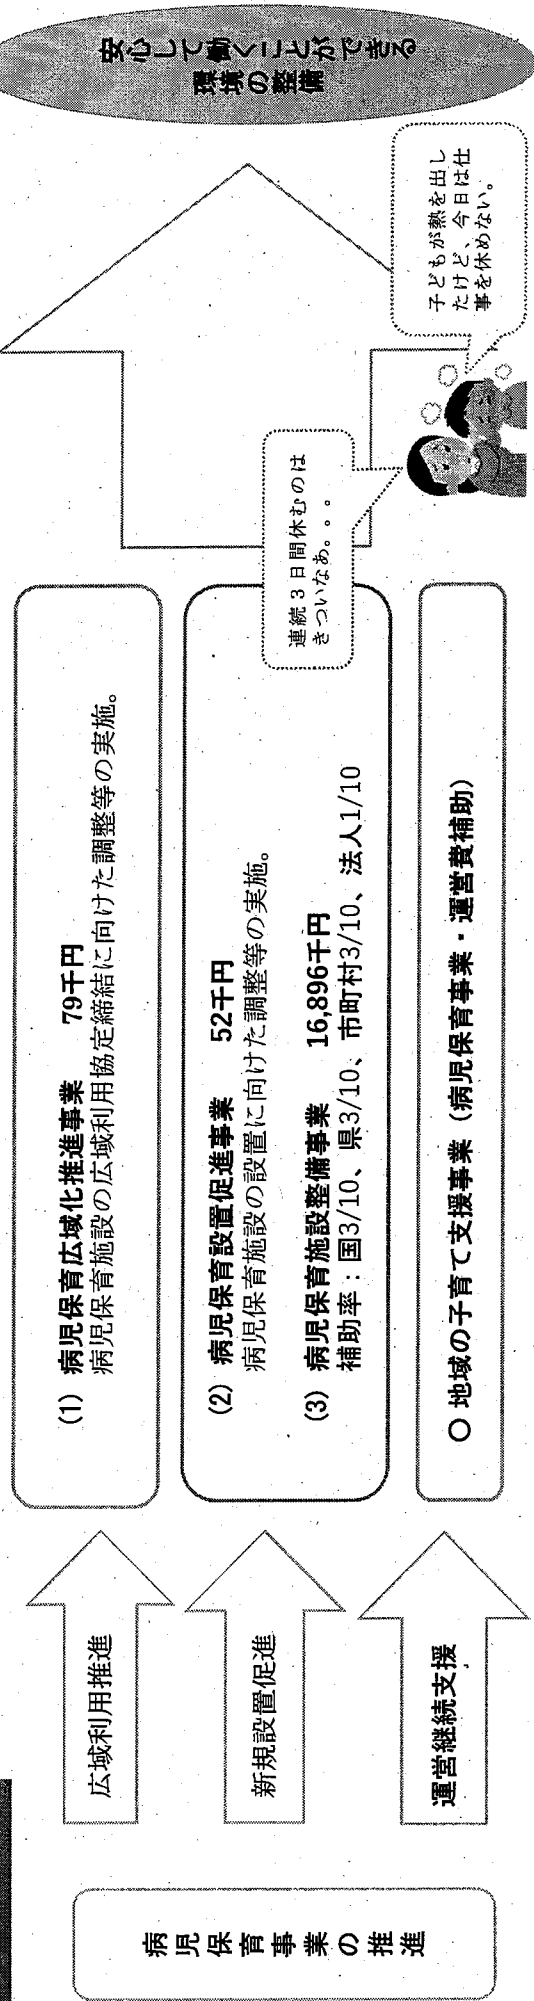 病児保育事業の推進
広域利用推進
(1) 病児保育広域化推進事業 79千円
病児保育施設の広域利用協定締結に向けた調整等の実施。
新規設置促進
(2) 病児保育設置促進事業 52千円
病児保育施設の設置に向けた調整等の実施。
(3) 病児保育施設整備事業 16,896千円
補助率：国3/10、県3/10、市町村3/10、法人1/10
運営継続支援
〇 地域の子育て支援事業（病児保育事業・運営費補助）
連続3日間休むのは
きついなあ。。。
子どもが熱を出し
たけど、今日は仕
事を休めない。
安心して働くことができる
環境の整備